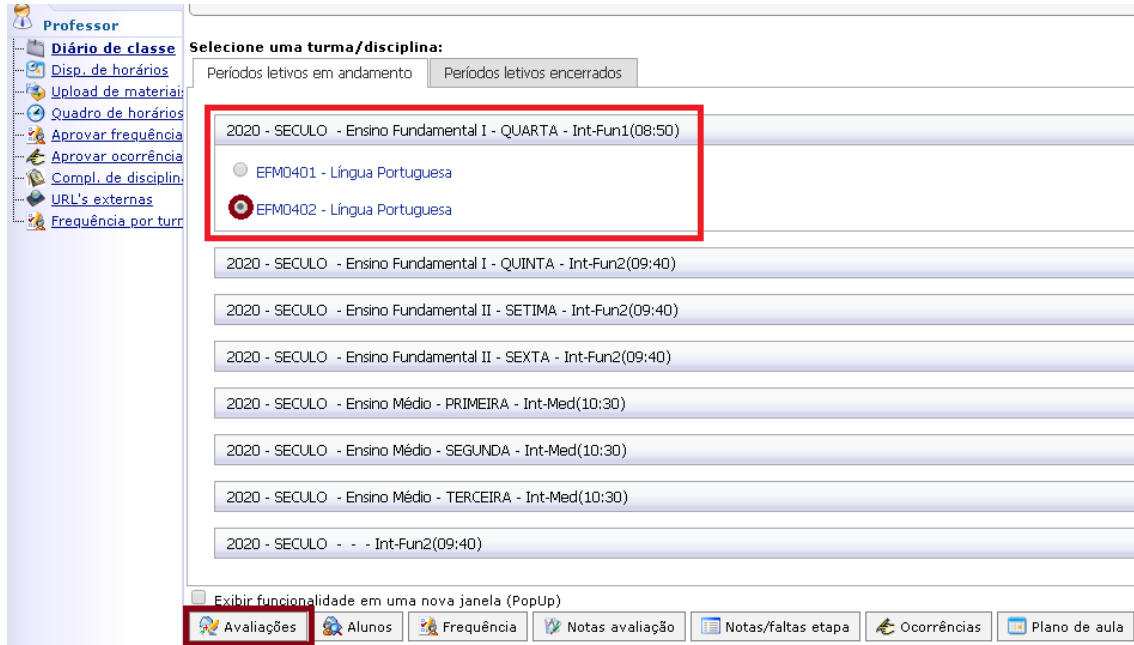 Professor
Diário de classe
Disp. de horários
Upload de materiais
Quadro de horários
Aprovar frequência
Aprovar ocorrência
Compl. de disciplin
URL's externas
Frequência por turr
Selecione uma turma/disciplina:
Períodos letivos em andamento Períodos letivos encerrados
2020 - SECULO - Ensino Fundamental I - QUARTA - Int-Fun1(08:50)
EFM0401 - Língua Portuguesa
EFM0402 - Língua Portuguesa
2020 - SECULO - Ensino Fundamental I - QUINTA - Int-Fun2(09:40)
2020 - SECULO - Ensino Fundamental II - SETIMA - Int-Fun2(09:40)
2020 - SECULO - Ensino Fundamental II - SEXTA - Int-Fun2(09:40)
2020 - SECULO - Ensino Médio - PRIMEIRA - Int-Med(10:30)
2020 - SECULO - Ensino Médio - SEGUNDA - Int-Med(10:30)
2020 - SECULO - Ensino Médio - TERCEIRA - Int-Med(10:30)
2020 - SECULO - - - Int-Fun2(09:40)
Exibir funcionalidade em uma nova janela (PopUp)
Avaliações Alunos Frequência Notas avaliação Notas/faltas etapa Ocorrências Plano de aula